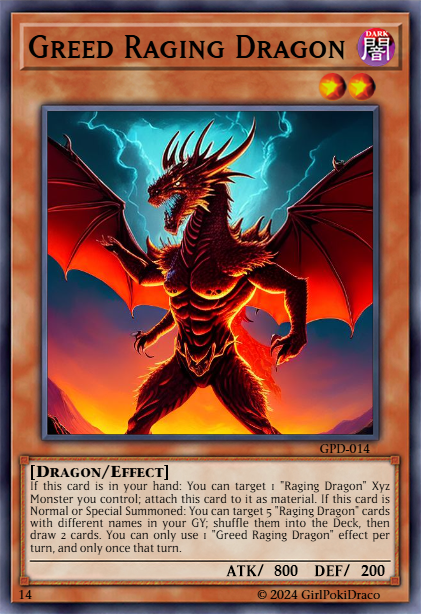 Greed Raging Dragon
DARK
闇
GPD-014
[Dragon/Effect]
If this card is in your hand: You can target 1 "Raging Dragon" Xyz
Monster you control; attach this card to it as material. If this card is
Normal or Special Summoned: You can target 5 "Raging Dragon" cards
with different names in your GY; shuffle them into the Deck, then
draw 2 cards. You can only use 1 "Greed Raging Dragon" effect per
turn, and only once that turn.
ATK/ 800 DEF/ 200
14 © 2024 GirlPokiDraco